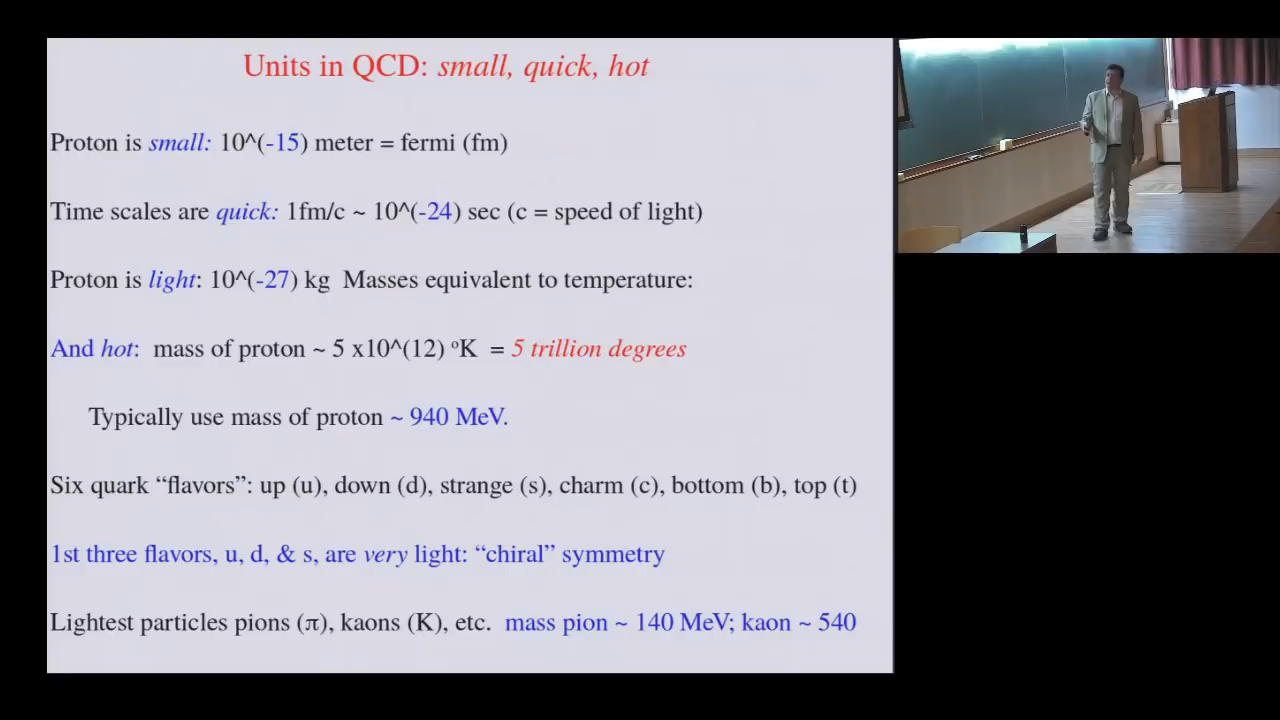 Units in QCD: small, quick, hot
Proton is small: 10^(-15) meter = fermi (fm)
Time scales are quick: 1fm/c ~ 10^(-24) sec (c = speed of light)
Proton is light: 10^(-27) kg  Masses equivalent to temperature:
And hot:  mass of proton ~ 5 x10^(12) ºK  = 5 trillion degrees
Typically use mass of proton ~ 940 MeV.
Six quark “flavors”: up (u), down (d), strange (s), charm (c), bottom (b), top (t)
1st three flavors, u, d, & s, are very light: “chiral” symmetry
Lightest particles pions (π), kaons (K), etc.  mass pion ~ 140 MeV; kaon ~ 540